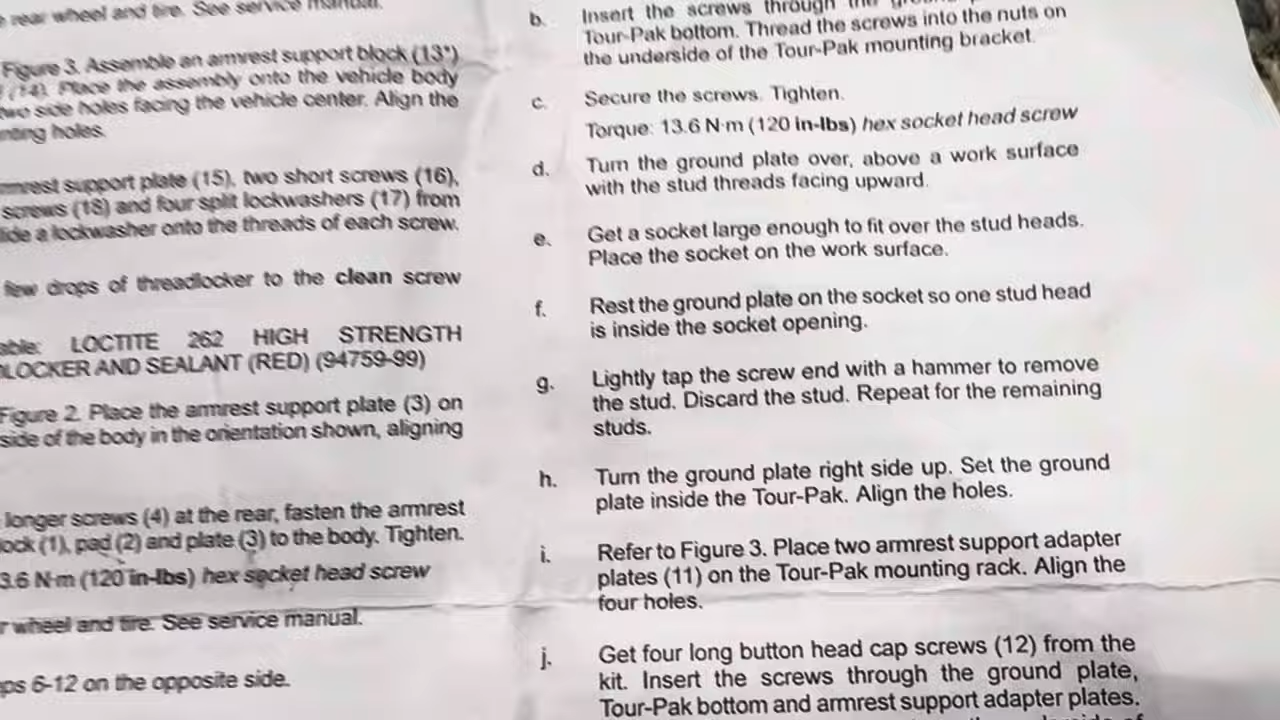 rear wheel and tire. See service manual.
Figure 3. Assemble an armrest support block (13*)
(14). Place the assembly onto the vehicle body
two side holes facing the vehicle center. Align the
holes.
support plate (15), two short screws (16),
screws (18) and four split lockwashers (17) from
a lockwasher onto the threads of each screw.
few drops of threadlocker to the clean screw
LOCTITE 262 HIGH STRENGTH
AND SEALANT (RED) (94759-99)
Figure 2. Place the armrest support plate (3) on
side of the body in the orientation shown, aligning
longer screws (4) at the rear, fasten the armrest
(1), pad (2) and plate (3) to the body. Tighten.
3.6 N·m (120 in-lbs) hex socket head screw
wheel and tire. See service manual.
6-12 on the opposite side.
b. Insert the screws through the
Tour-Pak bottom. Thread the screws into the nuts on
the underside of the Tour-Pak mounting bracket.
c. Secure the screws. Tighten.
Torque: 13.6 N·m (120 in-lbs) hex socket head screw
d. Turn the ground plate over, above a work surface
with the stud threads facing upward.
e. Get a socket large enough to fit over the stud heads.
Place the socket on the work surface.
f. Rest the ground plate on the socket so one stud head
is inside the socket opening.
g. Lightly tap the screw end with a hammer to remove
the stud. Discard the stud. Repeat for the remaining
studs.
h. Turn the ground plate right side up. Set the ground
plate inside the Tour-Pak. Align the holes.
i. Refer to Figure 3. Place two armrest support adapter
plates (11) on the Tour-Pak mounting rack. Align the
four holes.
j. Get four long button head cap screws (12) from the
kit. Insert the screws through the ground plate,
Tour-Pak bottom and armrest support adapter plates.